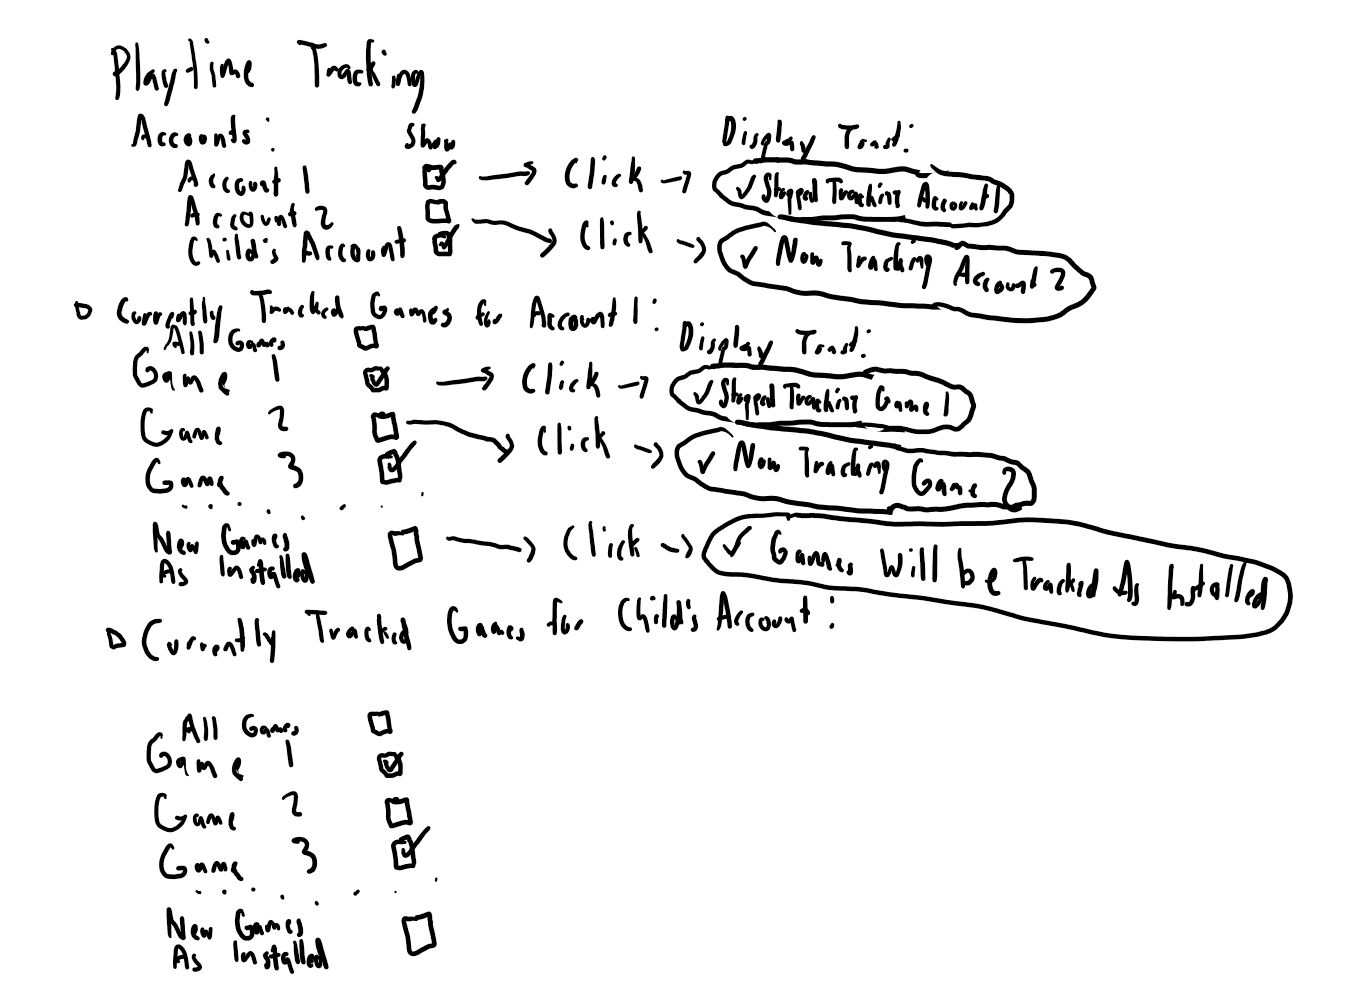 Playtime Tracking
Accounts: Show
Display Toast:
Account 1 Click ✓ Stopped Tracking Account 1
Account 2
Child's Account Click ✓ Now Tracking Account 2
Currently Tracked Games for Account 1:
All Games
Display Toast:
Game 1 Click ✓ Stopped Tracking Game 1
Game 2 Click ✓ Now Tracking Game 2
Game 3
New Games
As Installed Click ✓ Games Will be Tracked As Installed
Currently Tracked Games for Child's Account:
All Games
Game 1
Game 2
Game 3
New Games
As Installed